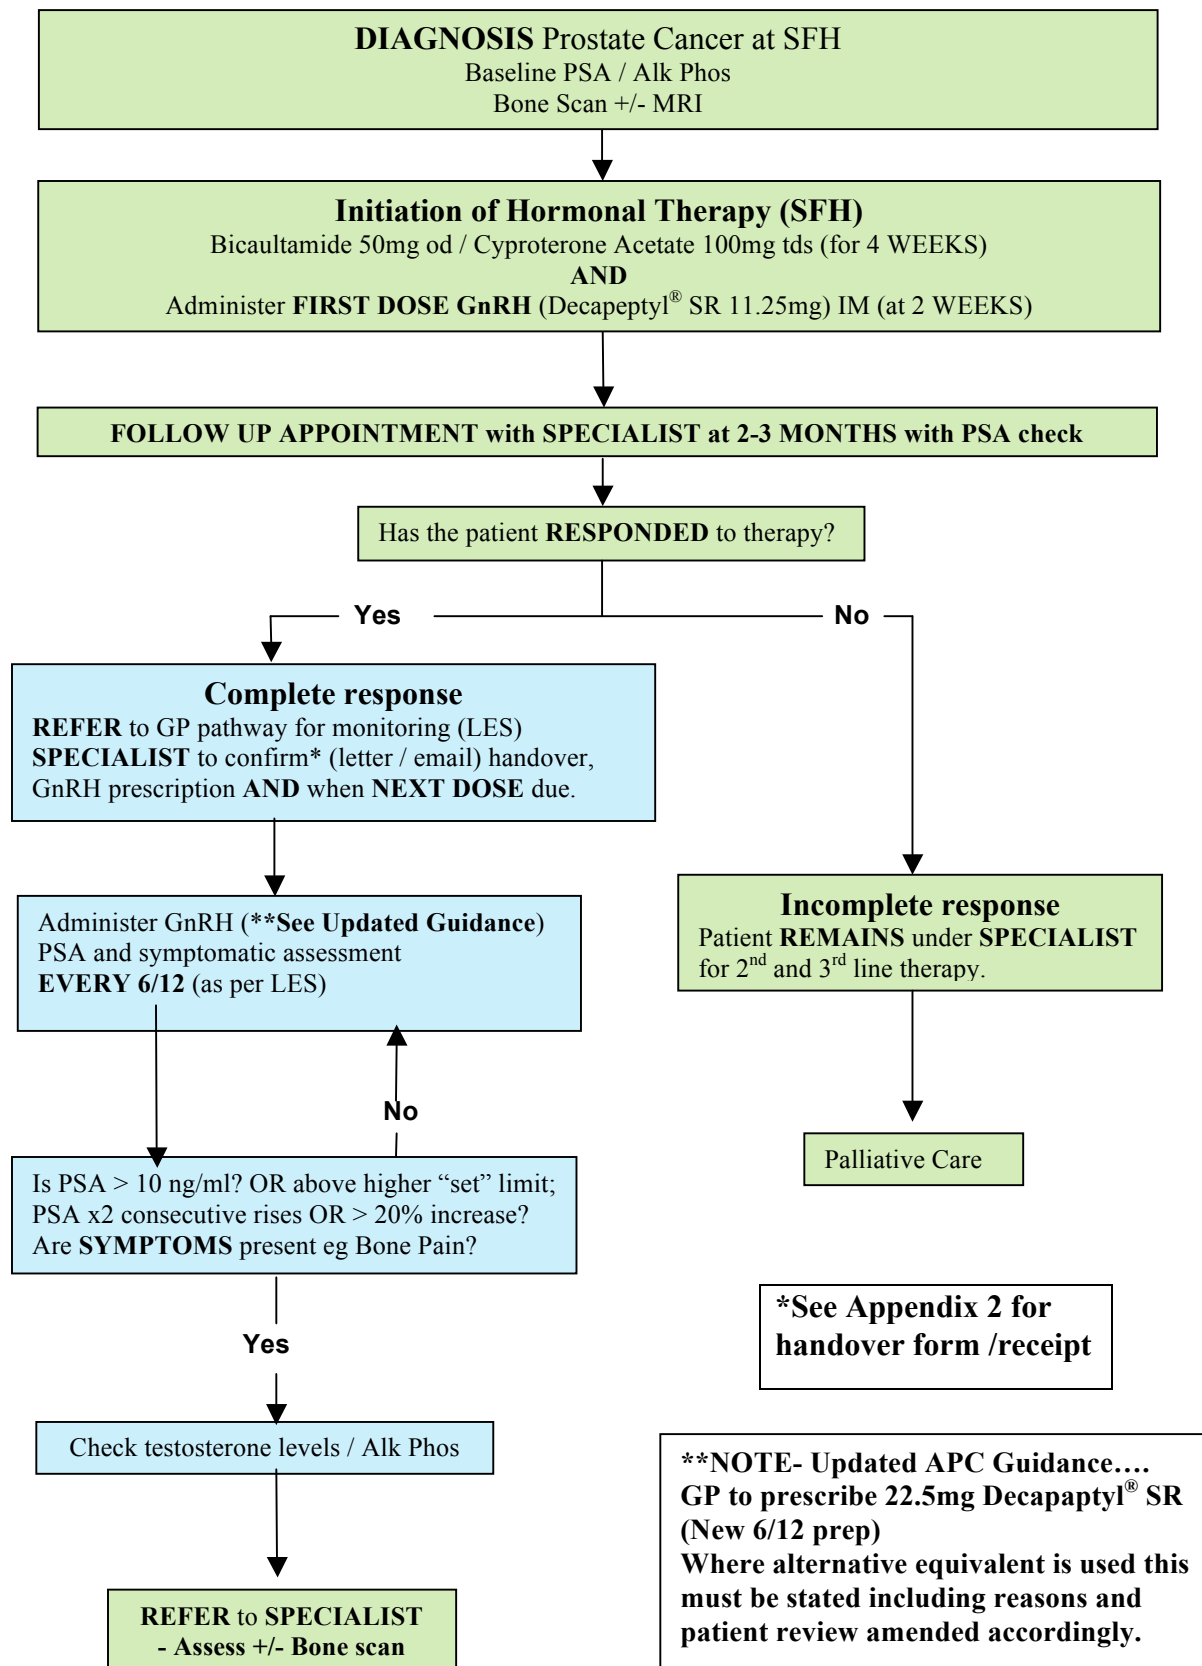 DIAGNOSIS Prostate Cancer at SFH
Baseline PSA / Alk Phos
Bone Scan +/- MRI
Initiation of Hormonal Therapy (SFH)
Bicaultamide 50mg od / Cyproterone Acetate 100mg tds (for 4 WEEKS)
AND
Administer FIRST DOSE GnRH (Decapeptyl® SR 11.25mg) IM (at 2 WEEKS)
FOLLOW UP APPOINTMENT with SPECIALIST at 2-3 MONTHS with PSA check
Has the patient RESPONDED to therapy?
Yes
No
Complete response
REFER to GP pathway for monitoring (LES)
SPECIALIST to confirm* (letter / email) handover,
GnRH prescription AND when NEXT DOSE due.
Administer GnRH (**See Updated Guidance)
PSA and symptomatic assessment
EVERY 6/12 (as per LES)
Incomplete response
Patient REMAINS under SPECIALIST
for 2nd and 3rd line therapy.
No
Palliative Care
Is PSA > 10 ng/ml? OR above higher “set” limit;
PSA x2 consecutive rises OR > 20% increase?
Are SYMPTOMS present eg Bone Pain?
Yes
*See Appendix 2 for
handover form /receipt
Check testosterone levels / Alk Phos
**NOTE- Updated APC Guidance….
GP to prescribe 22.5mg Decapaptyl® SR
(New 6/12 prep)
Where alternative equivalent is used this
must be stated including reasons and
patient review amended accordingly.
REFER to SPECIALIST
- Assess +/- Bone scan